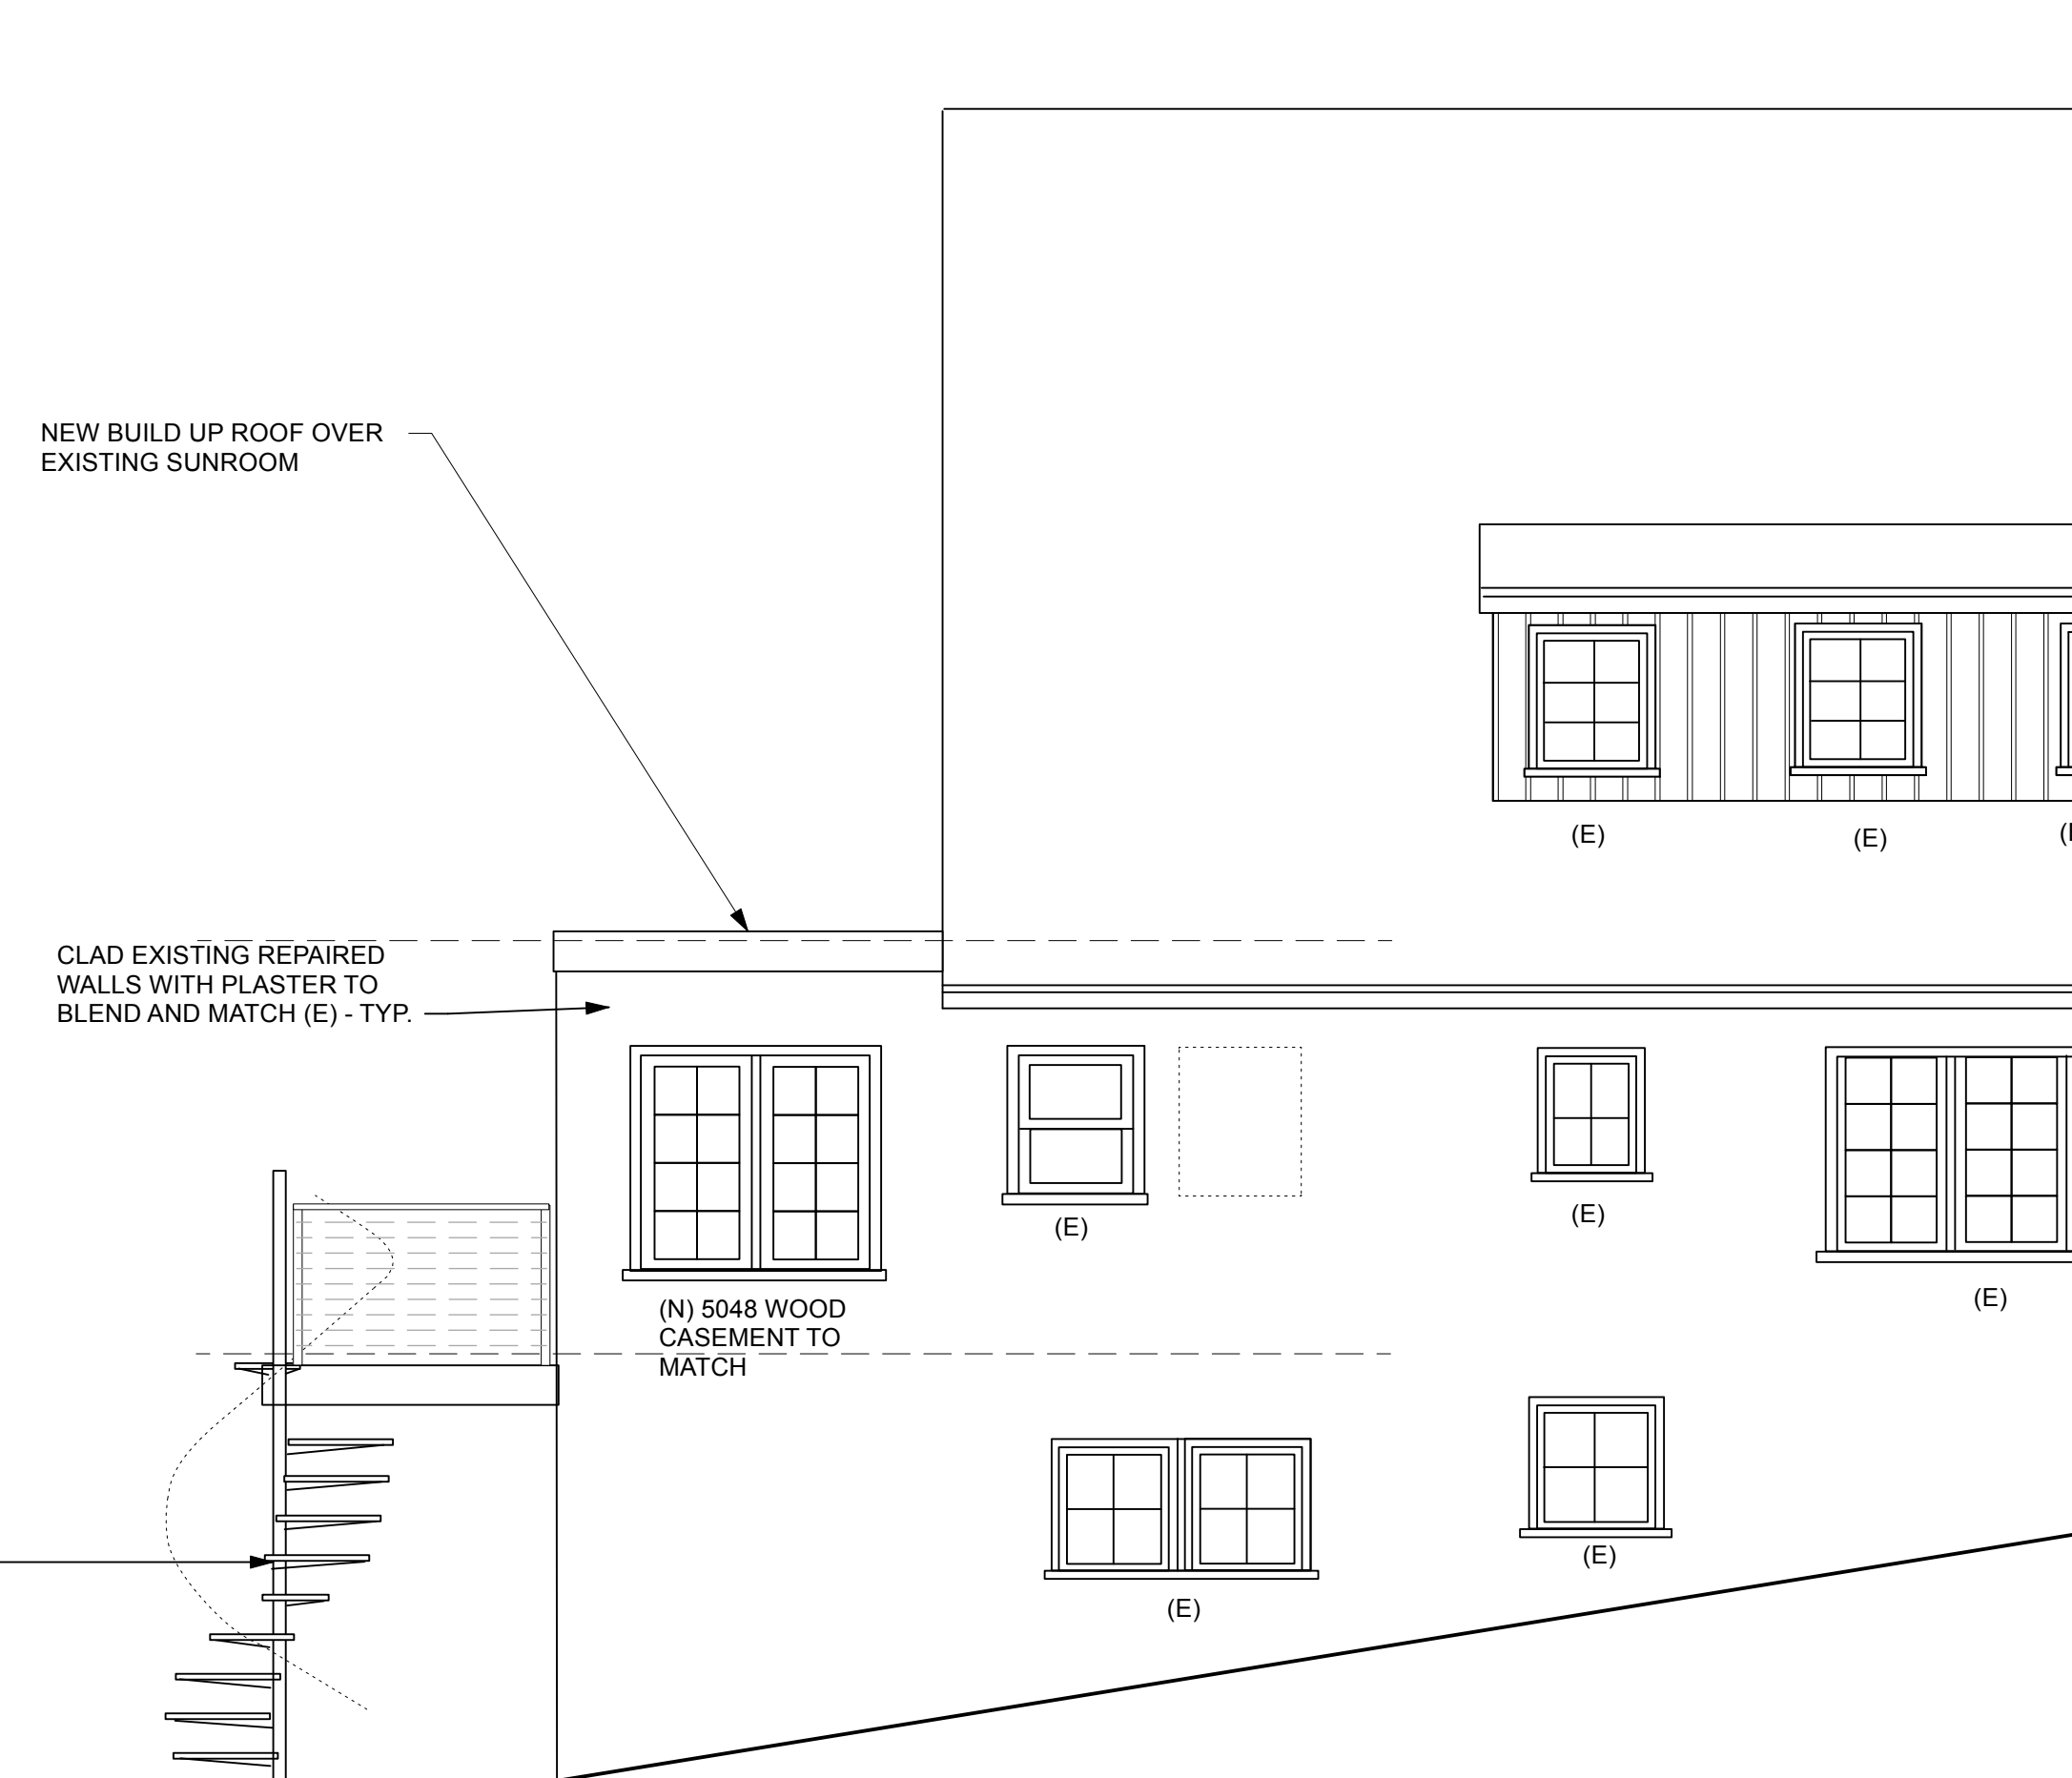 NEW BUILD UP ROOF OVER
EXISTING SUNROOM
(E)
(E)
CLAD EXISTING REPAIRED
WALLS WITH PLASTER TO
BLEND AND MATCH (E) - TYP.
(E)
(E)
(E)
(N) 5048 WOOD
CASEMENT TO
MATCH
(E)
(E)